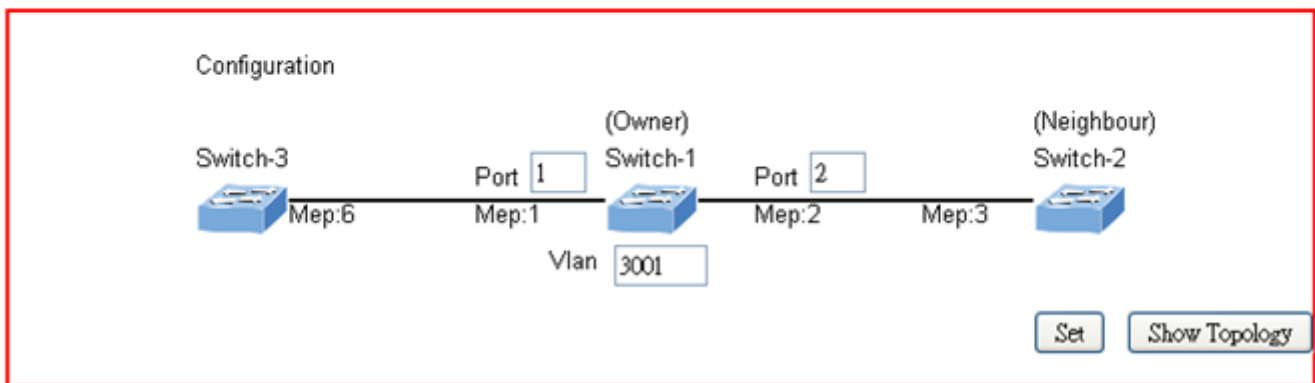 Configuration
(Owner) (Neighbour)
Switch-3 Port 1 Switch-1 Port 2 Switch-2
Mep:6 Mep:1 Mep:2 Mep:3
Vlan 3001
Set Show Topology